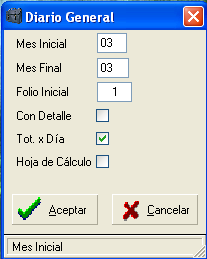 Diario General
Mes Inicial 03
Mes Final 03
Folio Inicial 1
Con Detalle
Tot. x Día
Hoja de Cálculo
Aceptar Cancelar
Mes Inicial